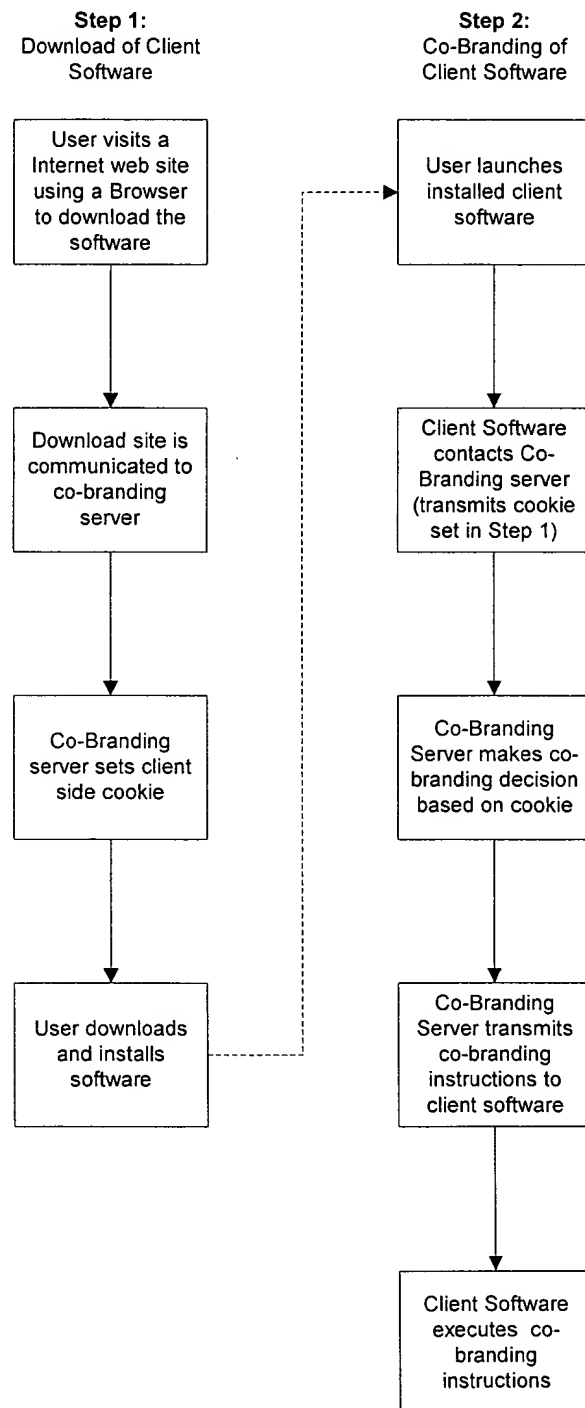 Step 1:
Download of Client
Software
User visits a
Internet web site
using a Browser
to download the
software
Download site is
communicated to
co-branding
server
Co-Branding
server sets client
side cookie
User downloads
and installs
software
Step 2:
Co-Branding of
Client Software
User launches
installed client
software
Client Software
contacts Co-
Branding server
(transmits cookie
set in Step 1)
Co-Branding
Server makes co-
branding decision
based on cookie
Co-Branding
Server transmits
co-branding
instructions to
client software
Client Software
executes co-
branding
instructions